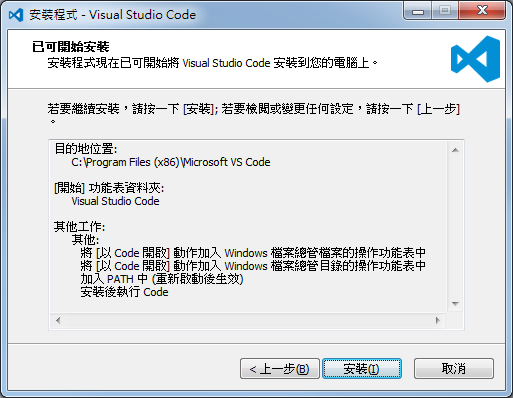 安裝程式 - Visual Studio Code
已可開始安裝
安裝程式現在已可開始將 Visual Studio Code 安裝到您的電腦上。
若要繼續安裝，請按一下 [安裝]; 若要檢閱或變更任何設定，請按一下 [上一步]
。
目的地位置:
C:\Program Files (x86)\Microsoft VS Code
[開始] 功能表資料夾:
Visual Studio Code
其他工作:
其他:
將 [以 Code 開啟] 動作加入 Windows 檔案總管檔案的操作功能表中
將 [以 Code 開啟] 動作加入 Windows 檔案總管目錄的操作功能表中
加入 PATH 中 (重新啟動後生效)
安裝後執行 Code
< 上一步(B)
安裝(I)
取消